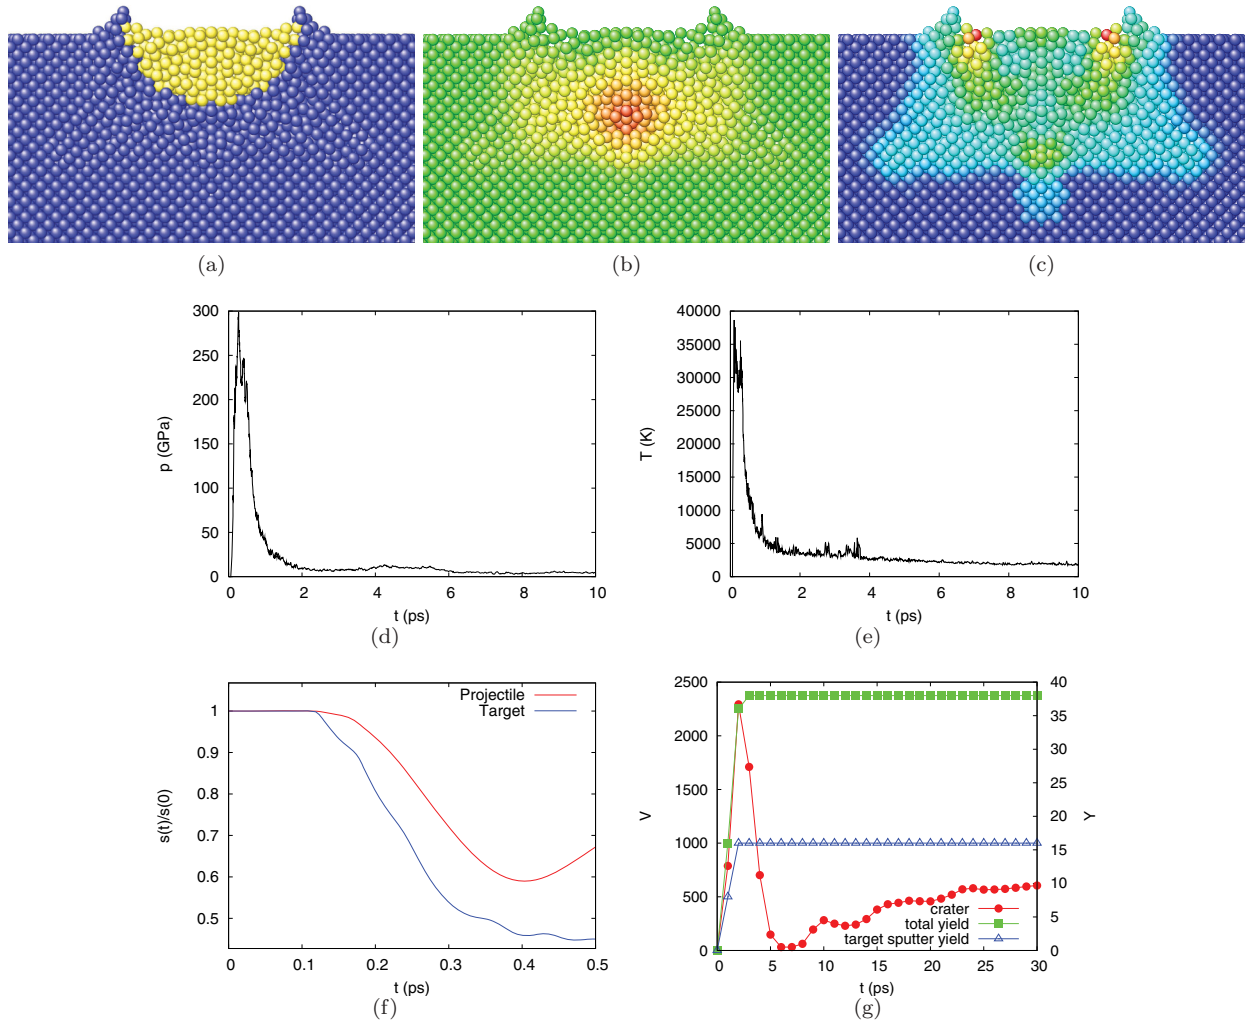 (a)
(b)
(c)
p (GPa)
300
250
200
150
100
50
0
0 2 4 6 8 10
t (ps)
(d)
T (K)
40000
35000
30000
25000
20000
15000
10000
5000
0
0 2 4 6 8 10
t (ps)
(e)
s(t)/s(0)
1
0.9
0.8
0.7
0.6
0.5
Projectile
Target
0 0.1 0.2 0.3 0.4 0.5
t (ps)
(f)
V
2500
2000
1500
1000
500
0
crater
total yield
target sputter yield
40
35
30
25
20
15
10
5
0
Y
0 5 10 15 20 25 30
t (ps)
(g)